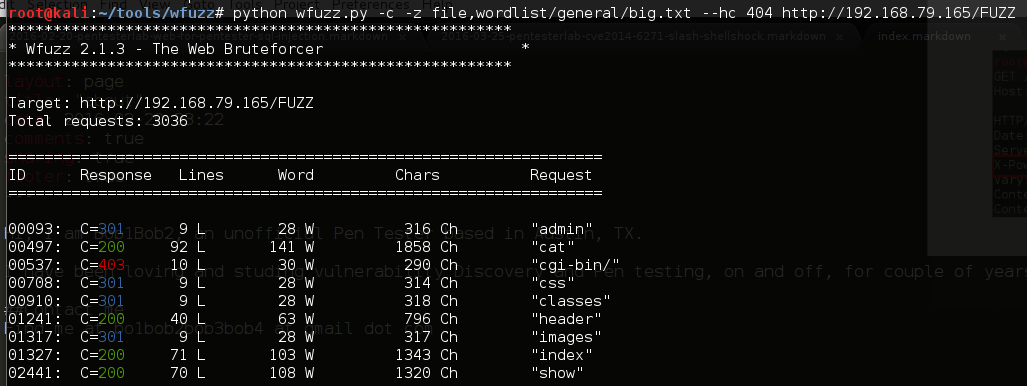 root@kali:~/tools/wfuzz# python wfuzz.py -c -z file,wordlist/general/big.txt --hc 404 http://192.168.79.165/FUZZ
********************************************************
* Wfuzz 2.1.3 - The Web Bruteforcer *
********************************************************
Target: http://192.168.79.165/FUZZ
Total requests: 3036
==================================================================
ID Response Lines Word Chars Request
==================================================================
00093: C=301 9 L 28 W 316 Ch "admin"
00497: C=200 92 L 141 W 1858 Ch "cat"
00537: C=403 10 L 30 W 290 Ch "cgi-bin/"
00708: C=301 9 L 28 W 314 Ch "css"
00910: C=301 9 L 28 W 318 Ch "classes"
01241: C=200 40 L 63 W 796 Ch "header"
01317: C=301 9 L 28 W 317 Ch "images"
01327: C=200 71 L 103 W 1343 Ch "index"
02441: C=200 70 L 108 W 1320 Ch "show"